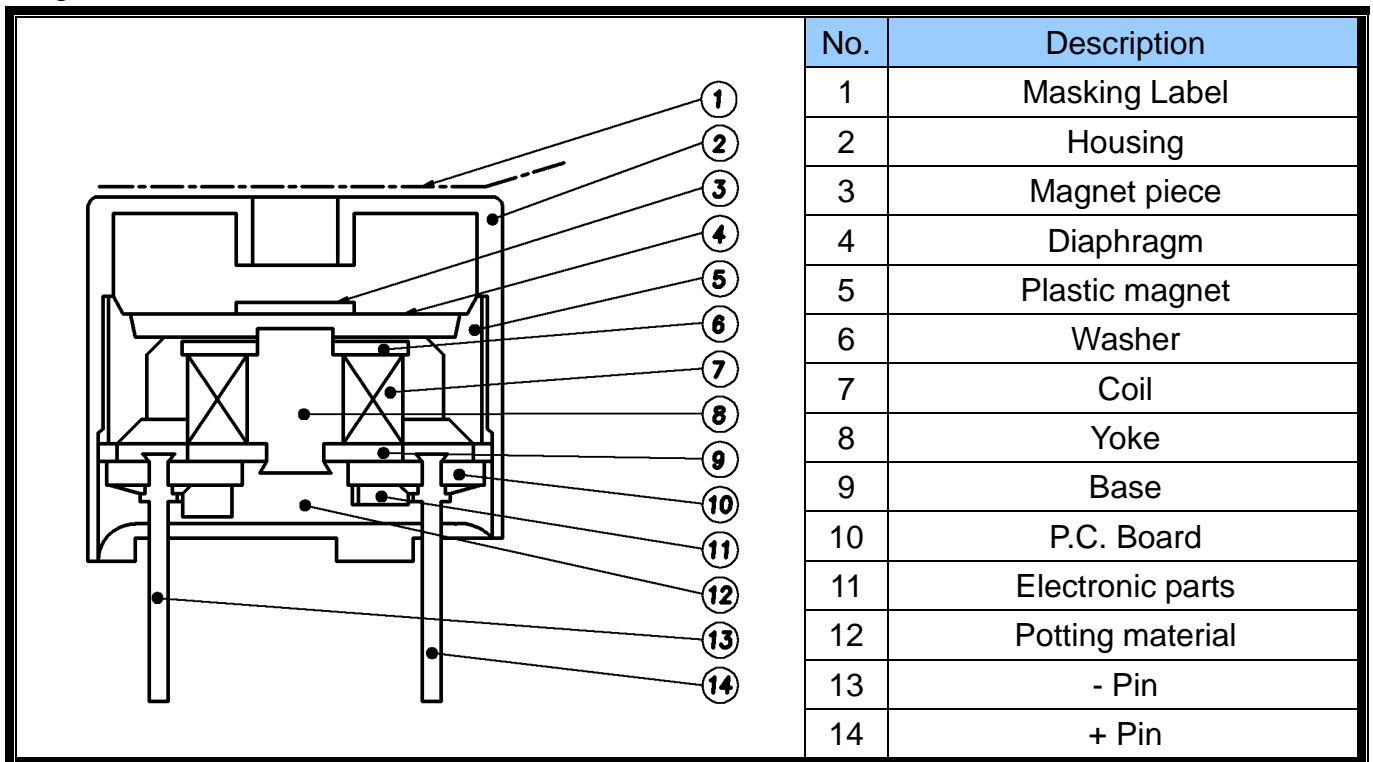 1
2
3
4
5
6
7
8
9
10
11
12
13
14
No. Description
1 Masking Label
2 Housing
3 Magnet piece
4 Diaphragm
5 Plastic magnet
6 Washer
7 Coil
8 Yoke
9 Base
10 P.C. Board
11 Electronic parts
12 Potting material
13 - Pin
14 + Pin